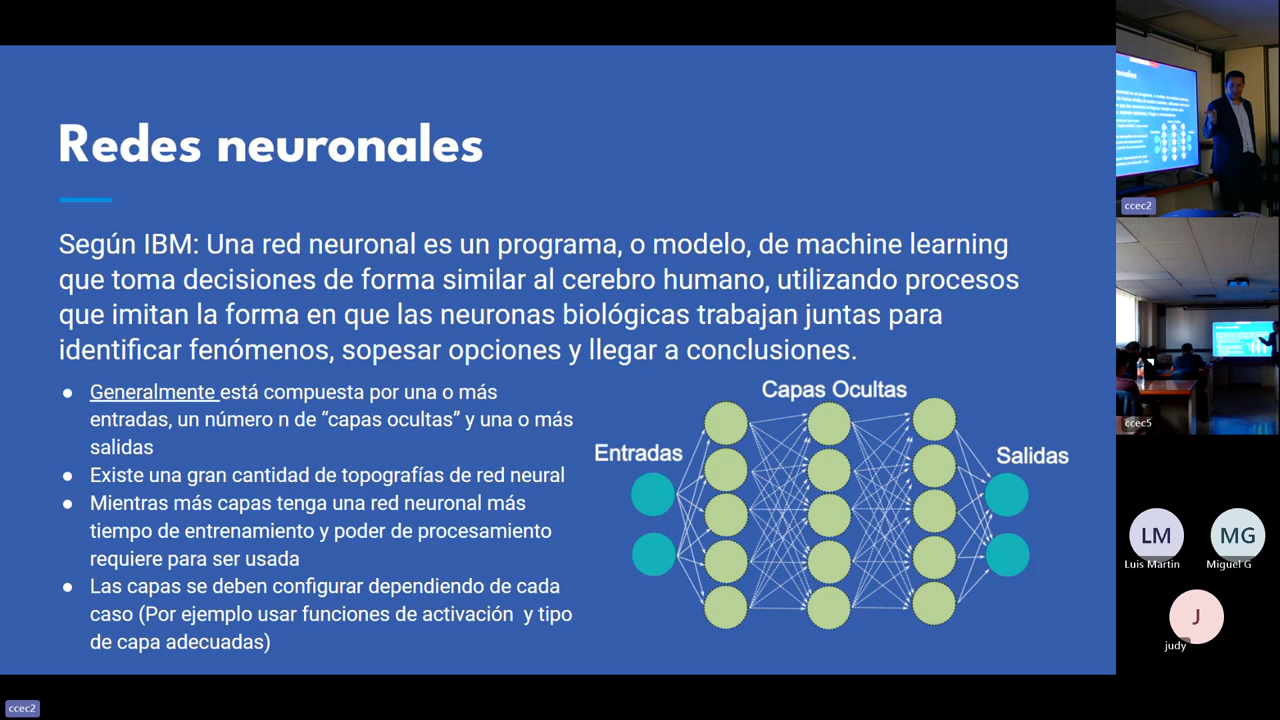 Redes neuronales
Según IBM: Una red neuronal es un programa, o modelo, de machine learning
que toma decisiones de forma similar al cerebro humano, utilizando procesos
que imitan la forma en que las neuronas biológicas trabajan juntas para
identificar fenómenos, sopesar opciones y llegar a conclusiones.
● Generalmente está compuesta por una o más
entradas, un número n de “capas ocultas” y una o más
salidas
● Existe una gran cantidad de topografías de red neural
● Mientras más capas tenga una red neuronal más
tiempo de entrenamiento y poder de procesamiento
requiere para ser usada
● Las capas se deben configurar dependiendo de cada
caso (Por ejemplo usar funciones de activación y tipo
de capa adecuadas)
Capas Ocultas
Entradas
Salidas
ccec2
ccec5
LM
Luis Martin
MG
Miguel G
J
judy
ccec2